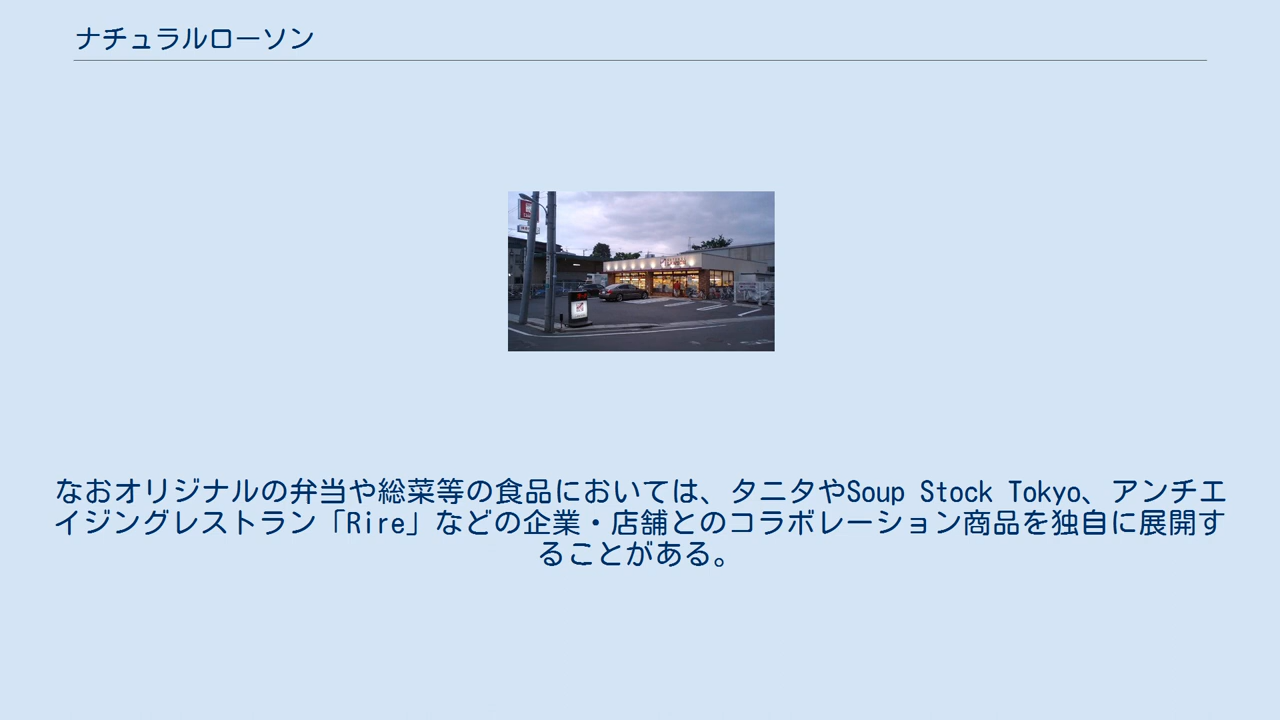 ナチュラルローソン
なおオリジナルの弁当や総菜等の食品においては、タニタやSoup Stock Tokyo、アンチエ
イジングレストラン「Rire」などの企業・店舗とのコラボレーション商品を独自に展開す
ることがある。